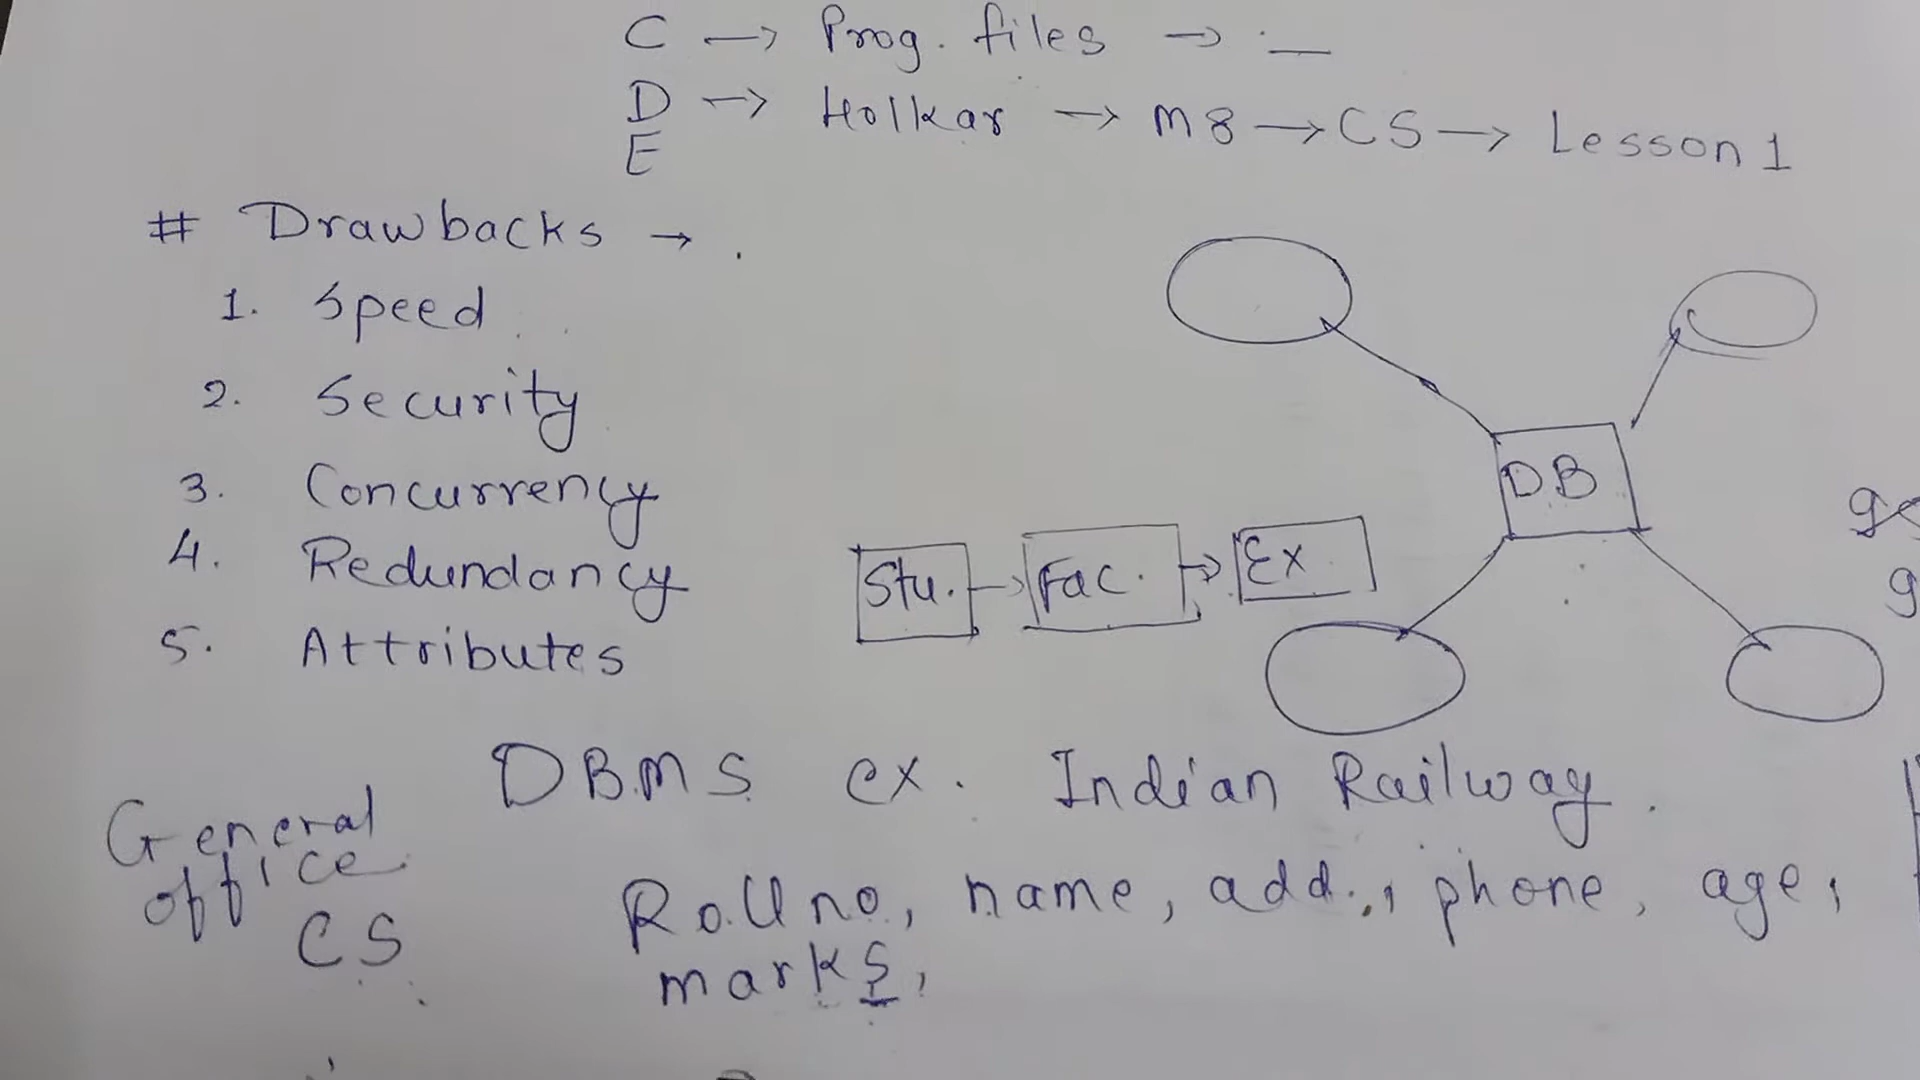 C → Prog. files → —
D → Holkar → M8 → CS → Lesson 1
E
# Drawbacks →
1. Speed
2. Security
3. Concurrency
4. Redundancy
5. Attributes
DB
Stu. → Fac. → Ex.
DBMS ex. Indian Railway.
General
office
CS
Roll no, name, add., phone, age,
marks,